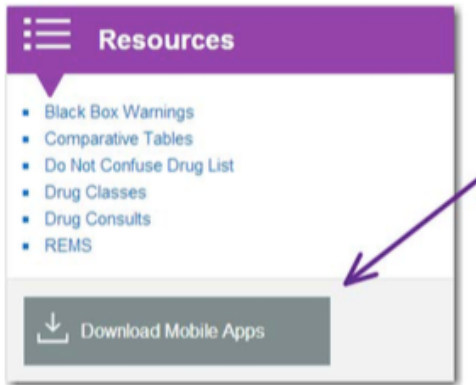 Resources
Black Box Warnings
Comparative Tables
Do Not Confuse Drug List
Drug Classes
Drug Consults
REMS
Download Mobile Apps